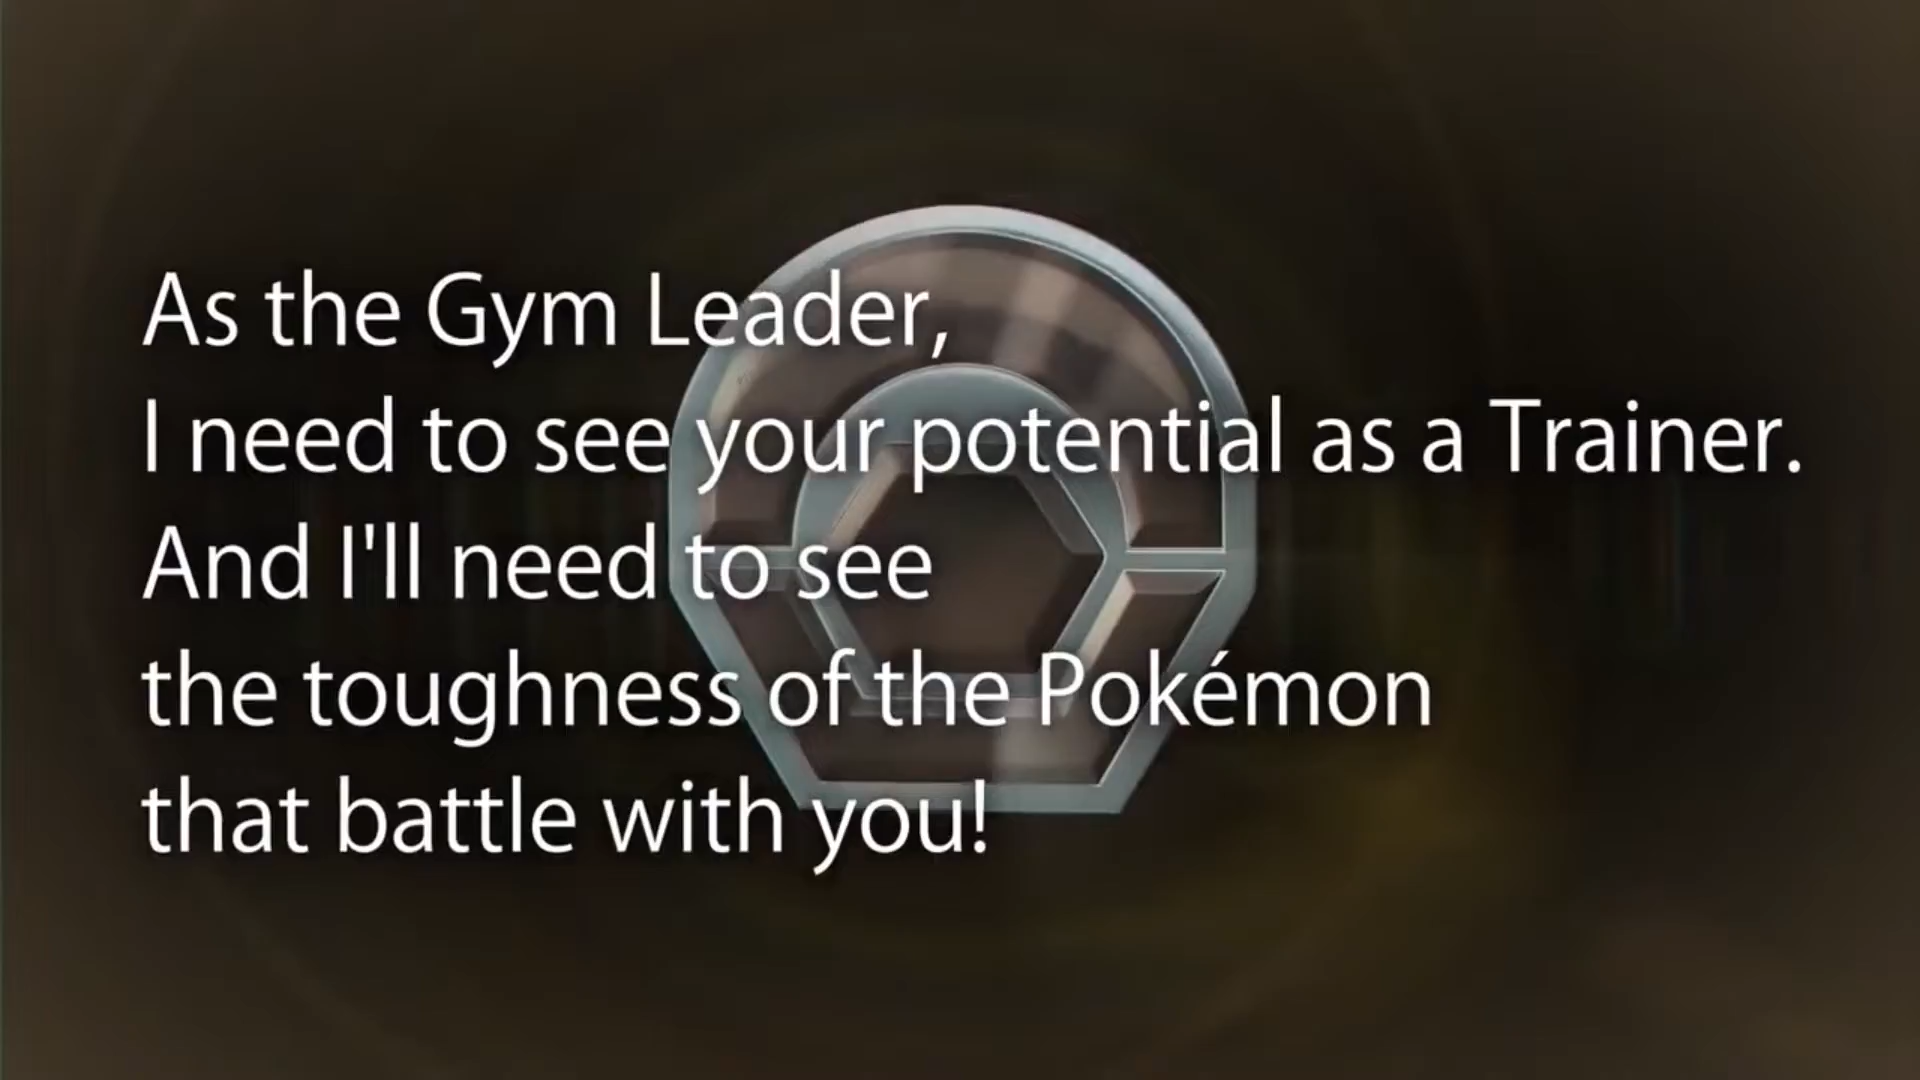 As the Gym Leader,
I need to see your potential as a Trainer.
And I'll need to see
the toughness of the Pokémon
that battle with you!